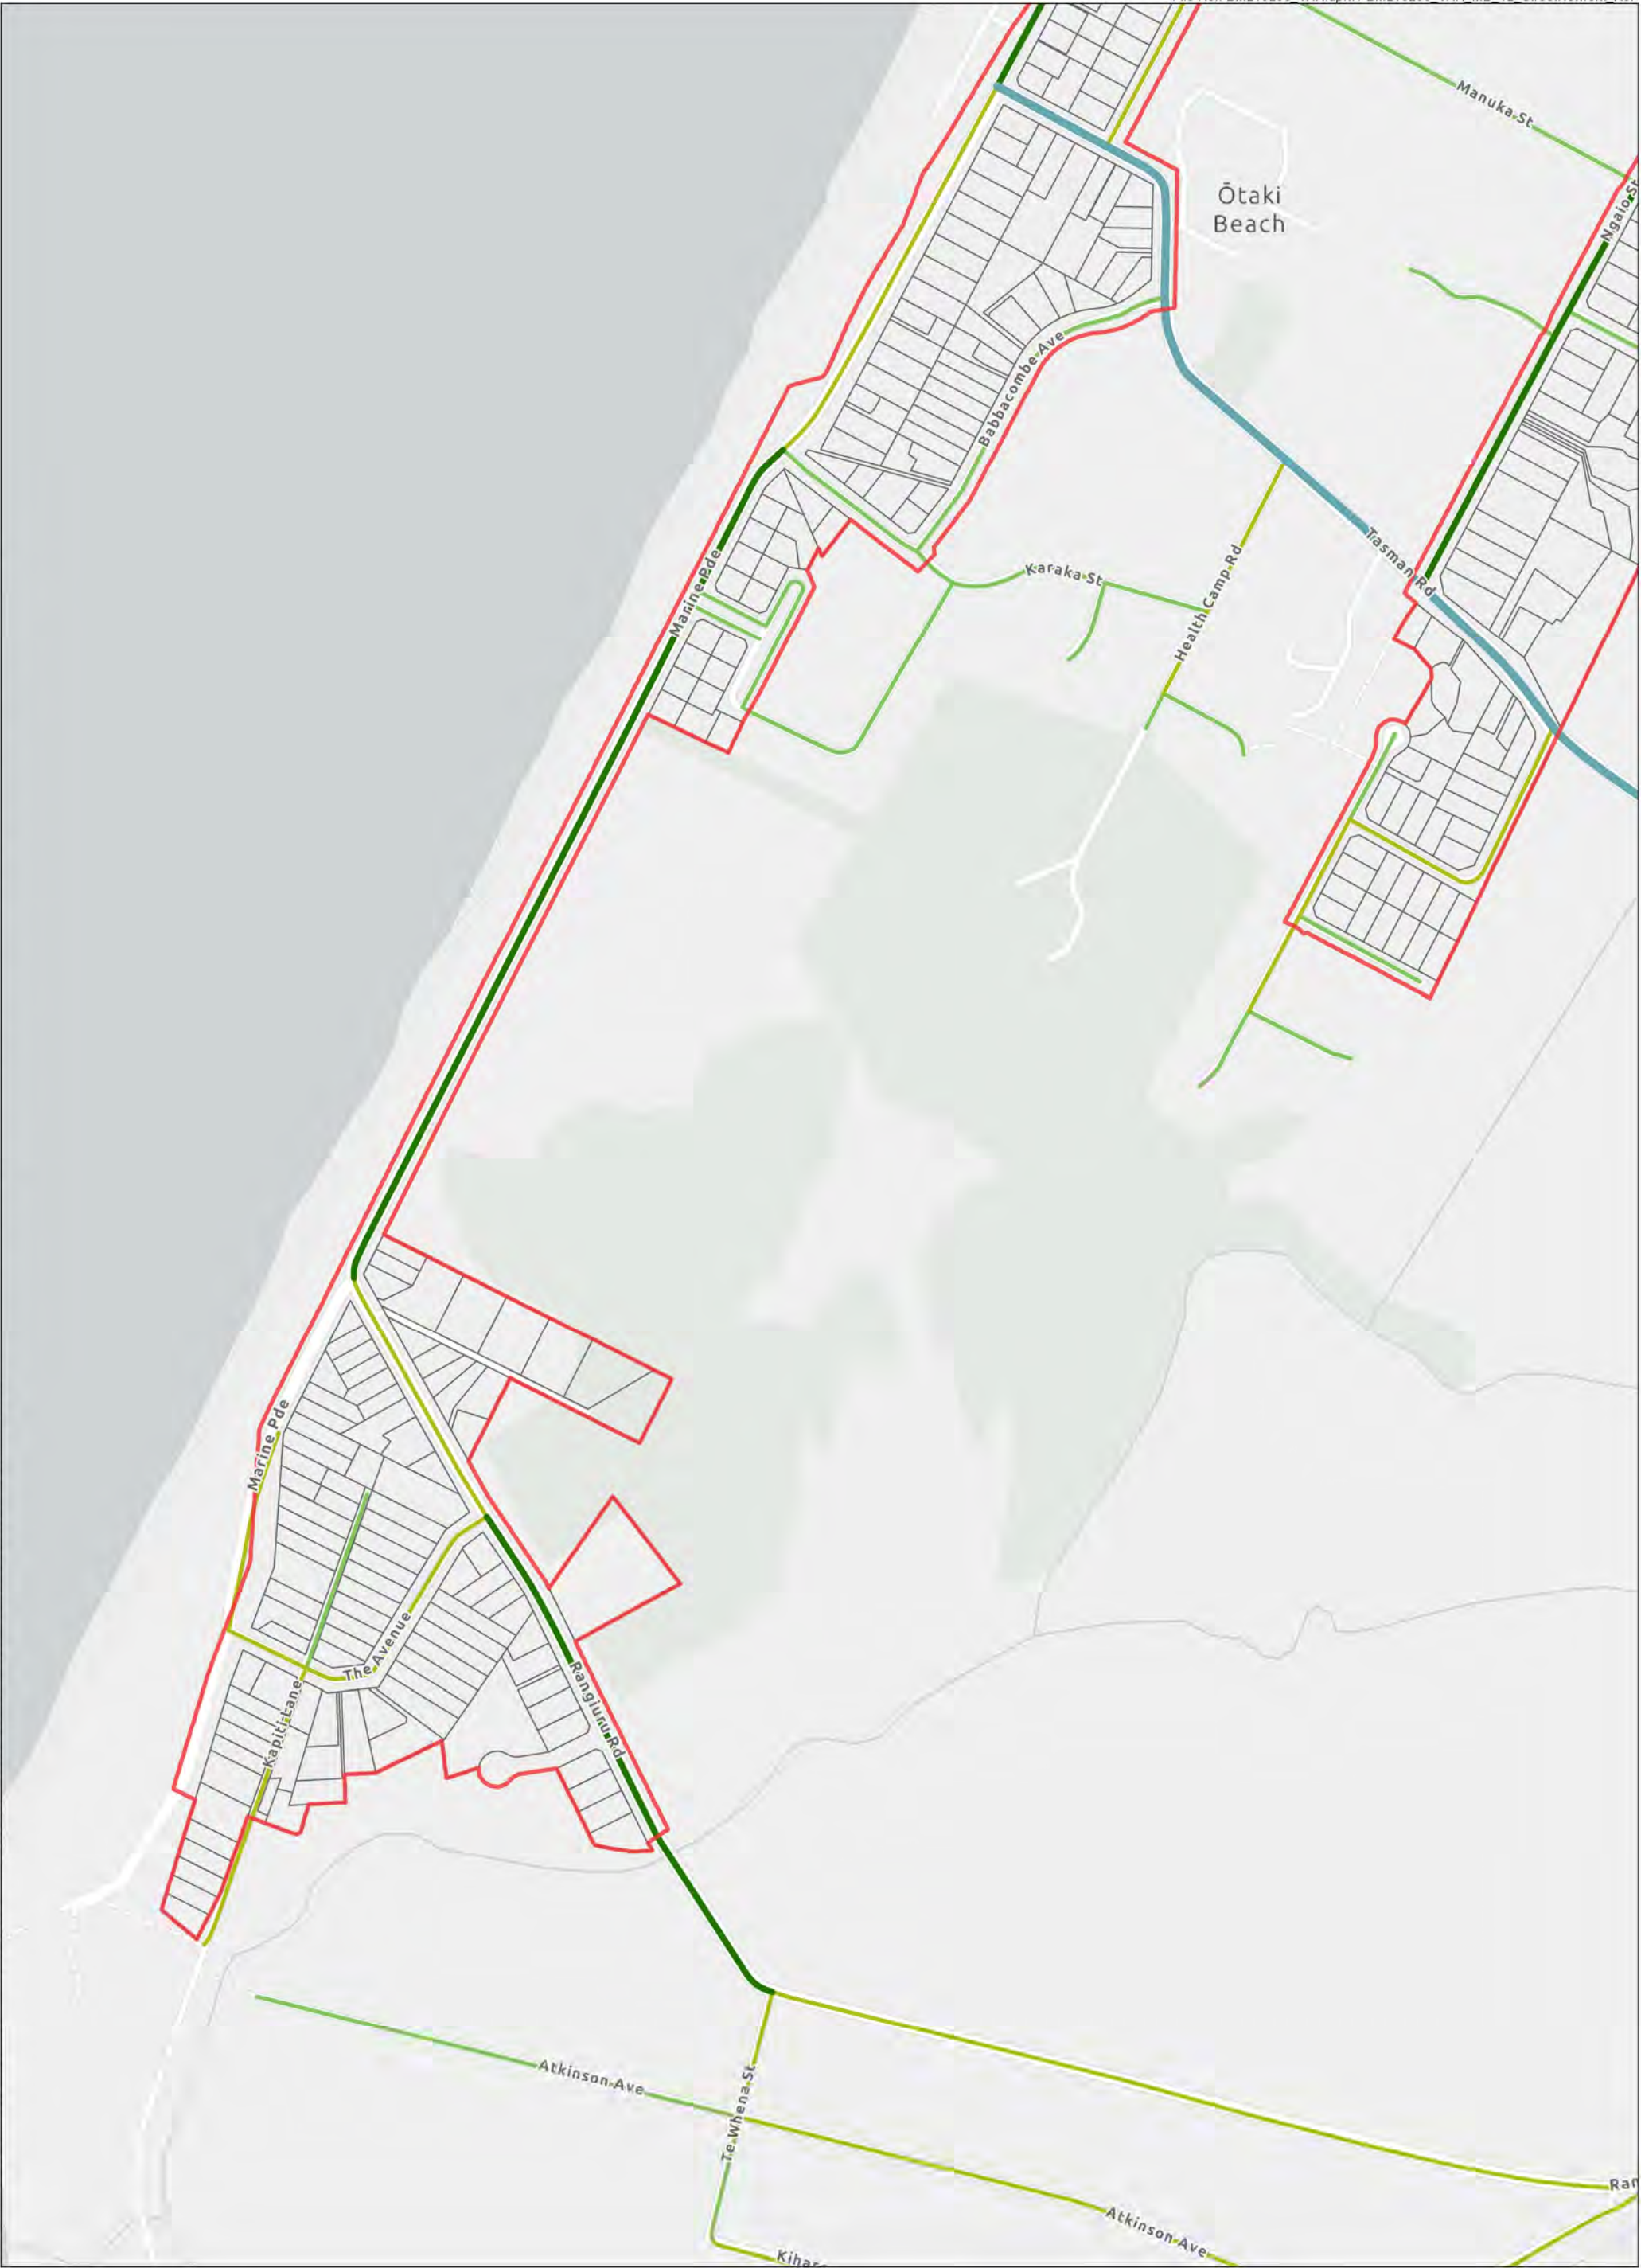 Manuka St
Ngaio St
Ōtaki
Beach
Babbacombe Ave
Tasman Rd
Marine Pde
Karaka St
Health Camp Rd
Marine Pde
The Avenue
Kapiti Lane
Rangiuru Rd
Atkinson Ave
Te Whena St
Ran
Atkinson Ave